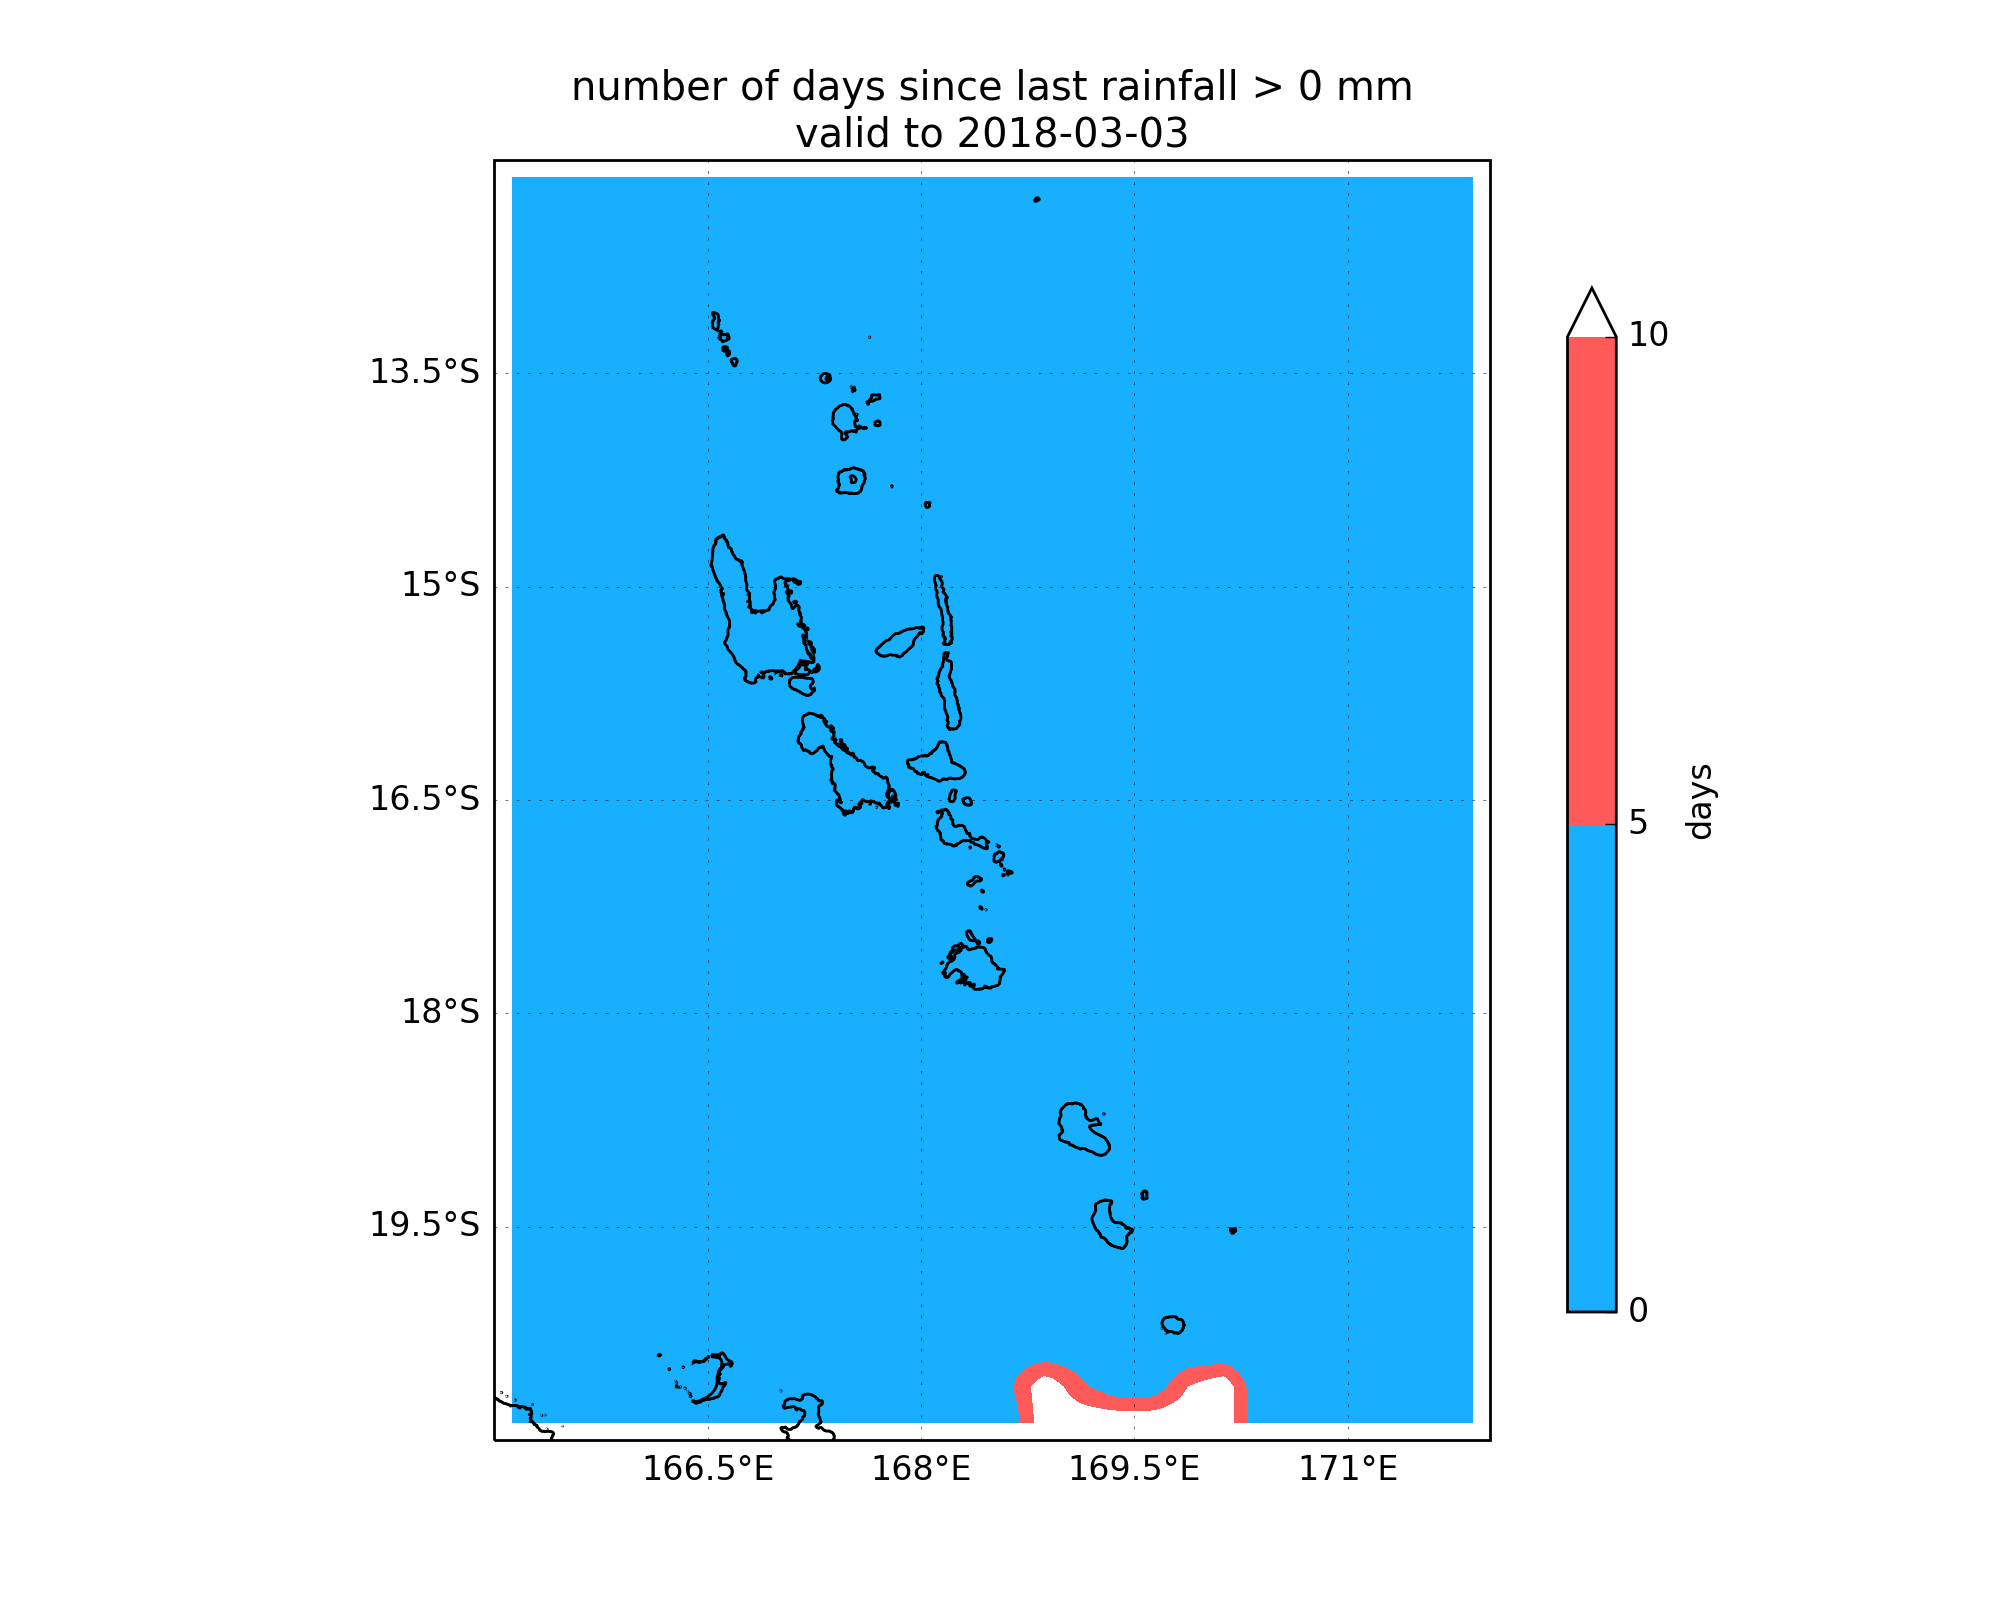 number of days since last rainfall > 0 mm
valid to 2018-03-03
13.5°S
15°S
16.5°S
18°S
19.5°S
166.5°E
168°E
169.5°E
171°E
10
5
0
days